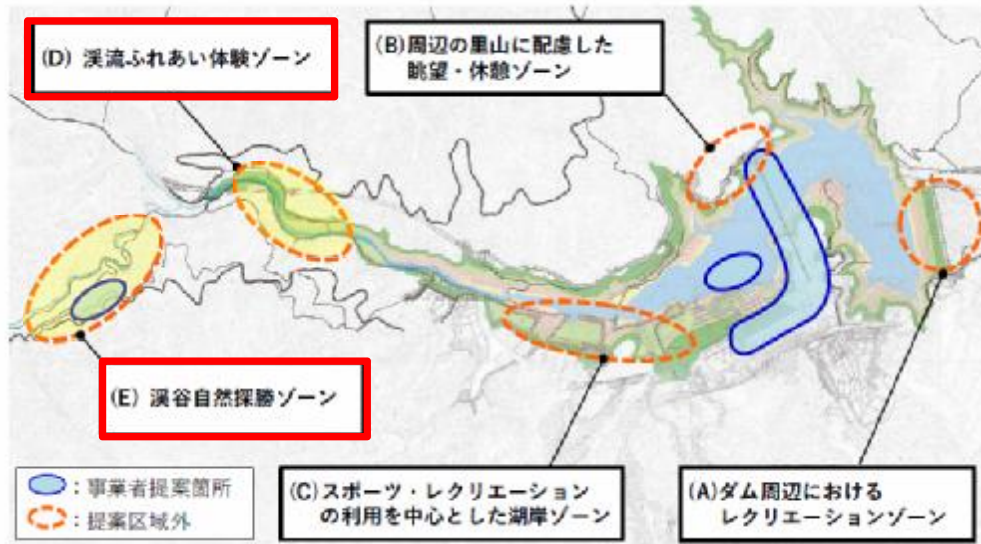 (D) 渓流ふれあい体験ゾーン
(B)周辺の里山に配慮した
眺望・休憩ゾーン
(E) 渓谷自然探勝ゾーン
(C)スポーツ・レクリエーション
の利用を中心とした湖岸ゾーン
(A)ダム周辺における
レクリエーションゾーン
：事業者提案箇所
：提案区域外